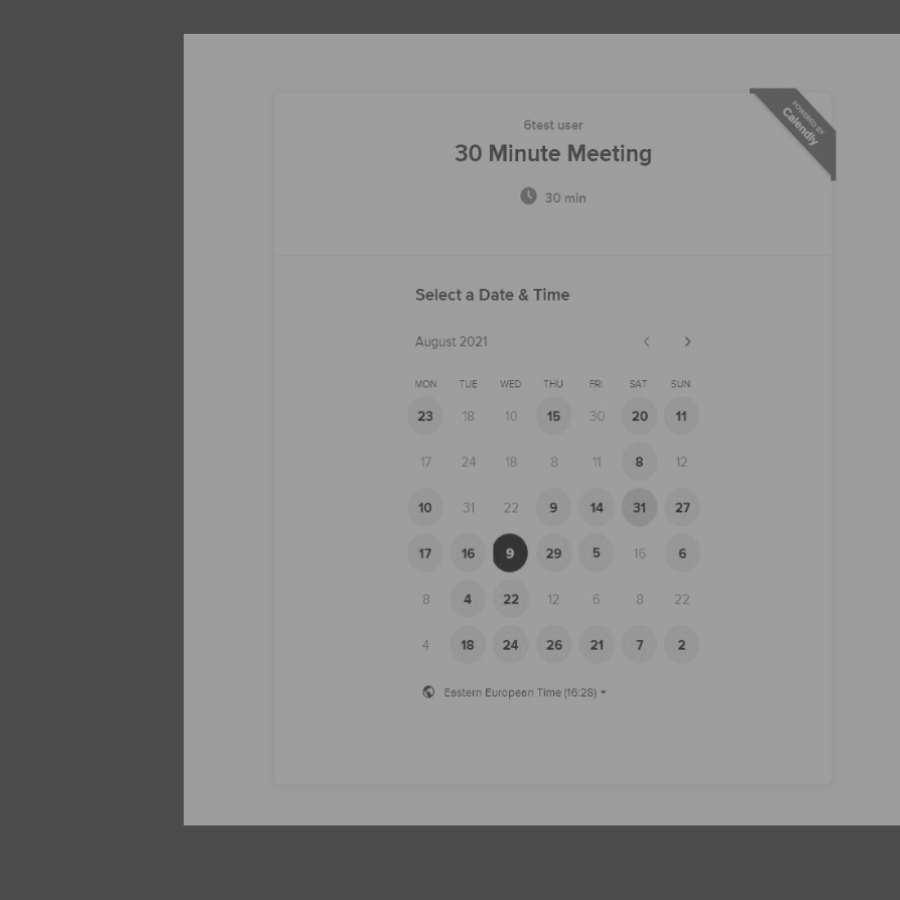 POWERED BY
Calendly
6test user
30 Minute Meeting
30 min
Select a Date & Time
August 2021
MON TUE WED THU FRI SAT SUN
23 18 10 15 30 20 11
17 24 18 8 11 8 12
10 31 22 9 14 31 27
17 16 9 29 5 16 6
8 4 22 12 6 8 22
4 18 24 26 21 7 2
Eastern European Time (16:28)